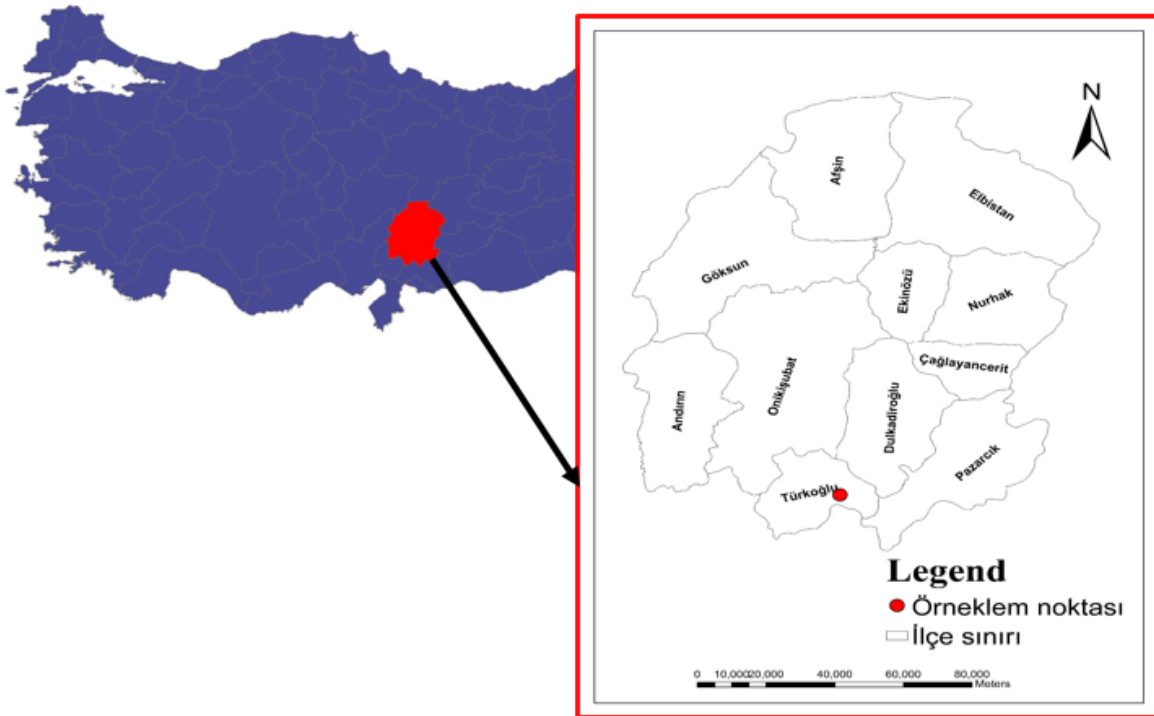 N
Afşin
Elbistan
Göksun
Ekinözü
Nurhak
Çağlayancerit
Onikişubat
Andırın
Dulkadiroğlu
Pazarcık
Türkoğlu
Legend
Örneklem noktası
İlçe sınırı
0 10,000 20,000 40,000 60,000 80,000
Meters